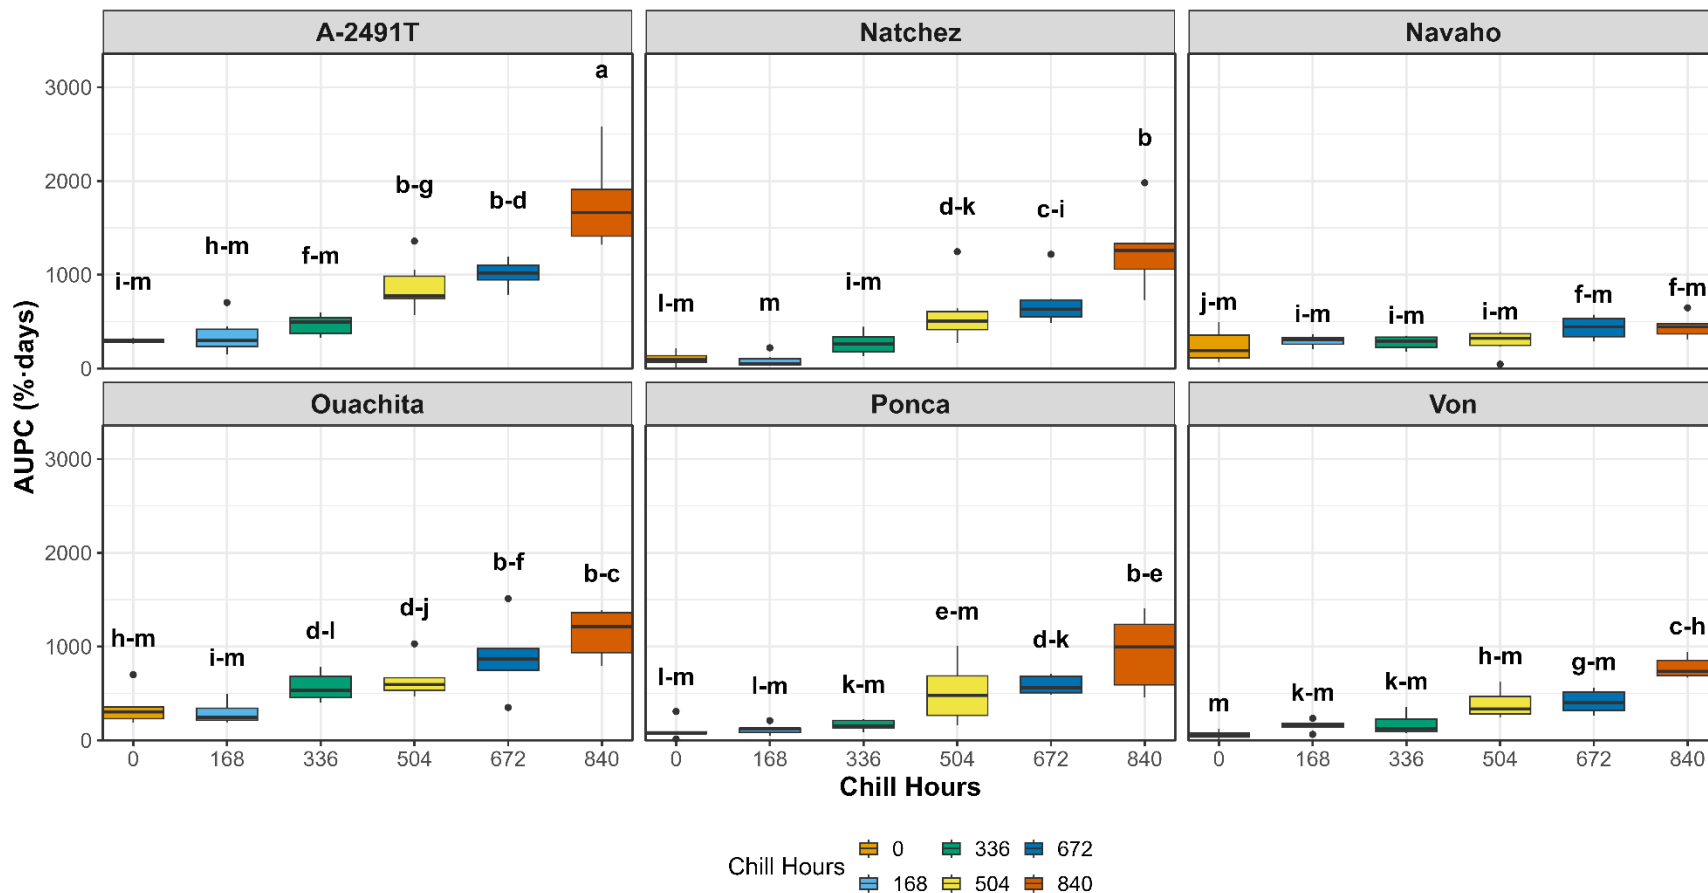 A-2491T Natchez Navaho
3000
2000
1000
0
i-m h-m f-m b-g b-d a
l-m m i-m d-k c-i b
j-m i-m i-m i-m f-m f-m
Ouachita Ponca Von
3000
2000
1000
0
h-m i-m d-l d-j b-f b-c
l-m l-m k-m e-m d-k b-e
m k-m k-m h-m g-m c-h
AUPC (%·days)
0 168 336 504 672 840 0 168 336 504 672 840 0 168 336 504 672 840
Chill Hours
Chill Hours
0 336 672
168 504 840